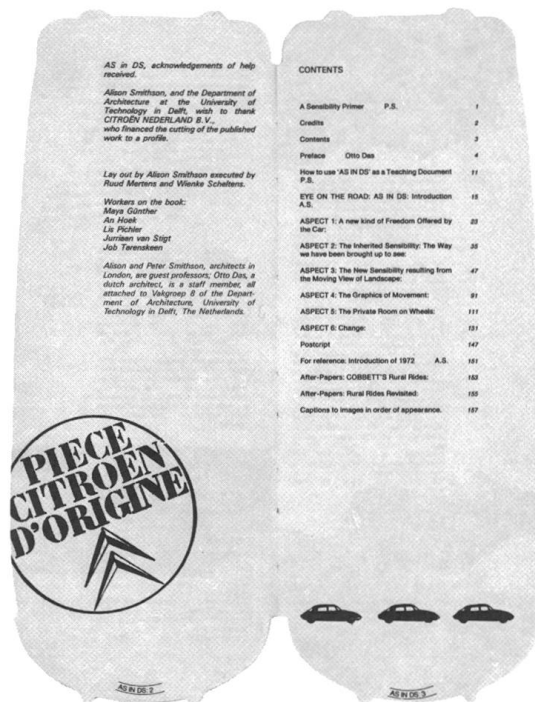 AS in DS, acknowledgements of help
received.
Alison Smithson, and the Department of
Architecture at the University of
Technology in Delft, wish to thank
CITROËN NEDERLAND B.V.,
who financed the cutting of the published
work to a profile.
Lay out by Alison Smithson executed by
Ruud Mertens and Wienke Scheltens.
Workers on the book:
Maya Günther
An Hoek
Lis Pichler
Jurriaen van Stigt
Job Tarenskeen
Alison and Peter Smithson, architects in
London, are guest professors; Otto Das, a
dutch architect, is a staff member, all
attached to Vakgroep 8 of the Depart-
ment of Architecture, University of
Technology in Delft, The Netherlands.
PIECE
CITROEN
D'ORIGINE
AS IN DS: 2
CONTENTS
A Sensibility Primer P.S. 1
Credits 2
Contents 3
Preface Otto Das 4
How to use 'AS IN DS' as a Teaching Document 11
P.S.
EYE ON THE ROAD: AS IN DS: Introduction 15
A.S.
ASPECT 1: A new kind of Freedom Offered by 23
the Car:
ASPECT 2: The Inherited Sensibility: The Way 35
we have been brought up to see:
ASPECT 3: The New Sensibility resulting from 47
the Moving View of Landscape:
ASPECT 4: The Graphics of Movement: 91
ASPECT 5: The Private Room on Wheels: 111
ASPECT 6: Change: 131
Postcript 147
For reference: Introduction of 1972 A.S. 151
After-Papers: COBBETT'S Rural Rides: 153
After-Papers: Rural Rides Revisited: 155
Captions to images in order of appearance. 157
AS IN DS: 3